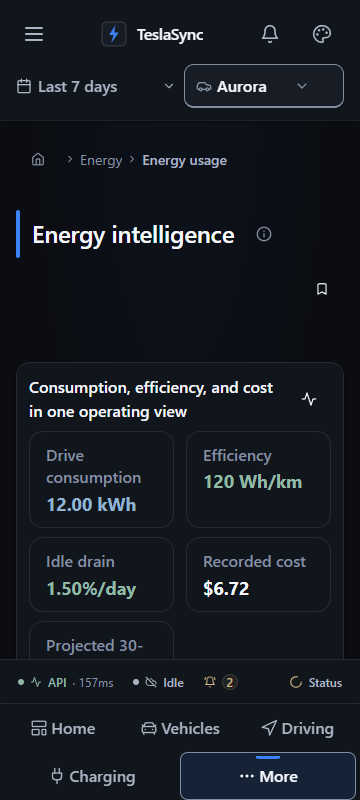 TeslaSync
Last 7 days
Aurora
Energy
Energy usage
Energy intelligence
Consumption, efficiency, and cost
in one operating view
Drive
consumption
12.00 kWh
Efficiency
120 Wh/km
Idle drain
1.50%/day
Recorded cost
$6.72
Projected 30-
API · 157ms
Idle
2
Status
Home
Vehicles
Driving
Charging
More